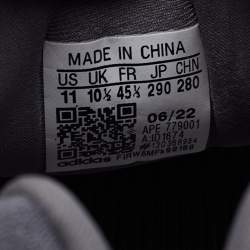 MADE IN CHINA
US UK FR JP CHN
11 10½ 45⅓ 290 280
06/22
APE 779001
adidas